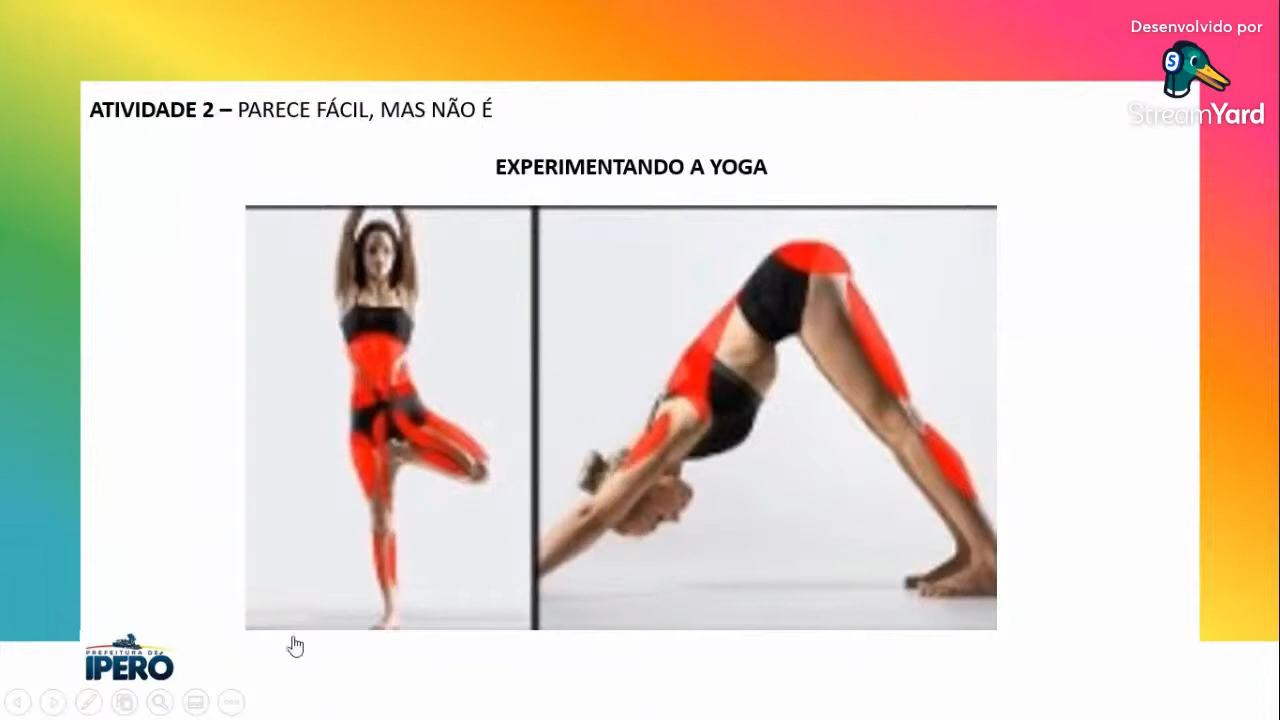 Desenvolvido por
StreamYard
ATIVIDADE 2 – PARECE FÁCIL, MAS NÃO É
EXPERIMENTANDO A YOGA
PREFEITURA DE
IPERÓ